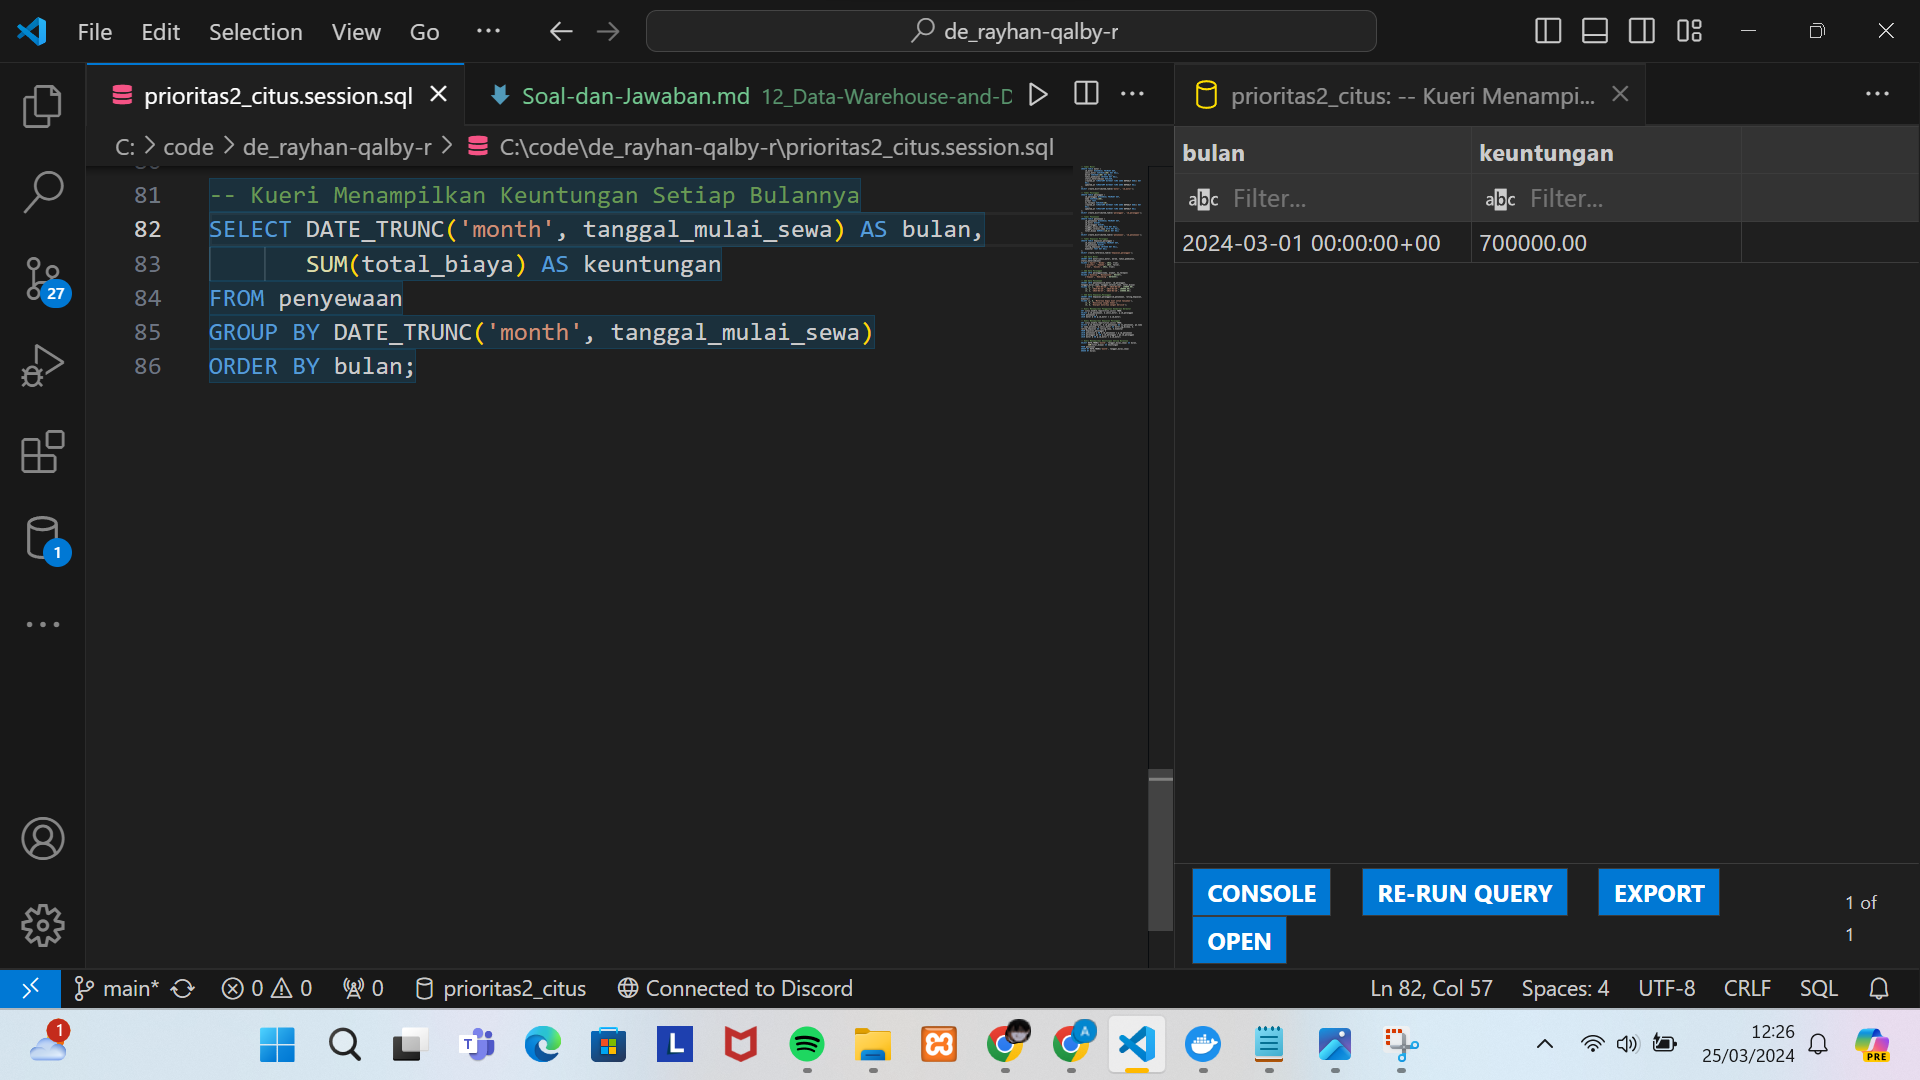 File Edit Selection View Go ··· de_rayhan-qalby-r
prioritas2_citus.session.sql Soal-dan-Jawaban.md 12_Data-Warehouse-and-D
C: > code > de_rayhan-qalby-r > C:\code\de_rayhan-qalby-r\prioritas2_citus.session.sql
81 -- Kueri Menampilkan Keuntungan Setiap Bulannya
82 SELECT DATE_TRUNC('month', tanggal_mulai_sewa) AS bulan,
83 SUM(total_biaya) AS keuntungan
84 FROM penyewaan
85 GROUP BY DATE_TRUNC('month', tanggal_mulai_sewa)
86 ORDER BY bulan;
27
1
prioritas2_citus: -- Kueri Menampi...
bulan keuntungan
abc Filter... abc Filter...
2024-03-01 00:00:00+00 700000.00
CONSOLE RE-RUN QUERY EXPORT
OPEN
1 of
1
main* 0 0 0 prioritas2_citus Connected to Discord Ln 82, Col 57 Spaces: 4 UTF-8 CRLF SQL
1 T L A PRE
12:26
25/03/2024